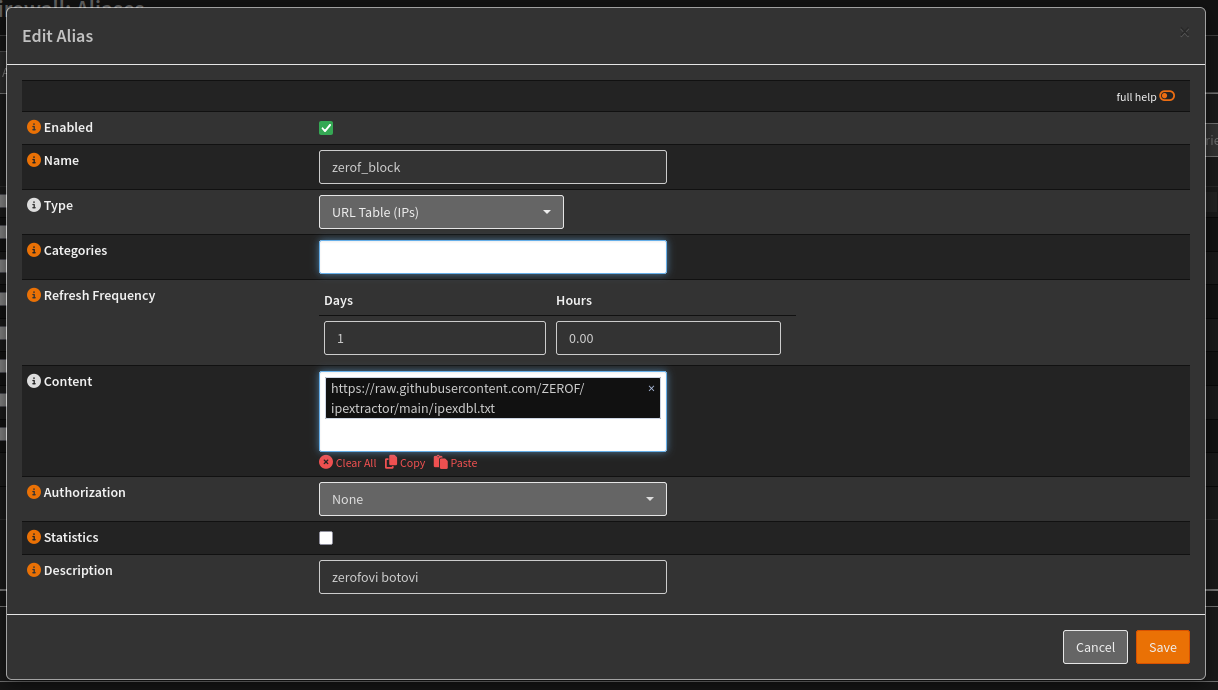 Edit Alias
×
full help
Enabled
Name
zerof_block
Type
URL Table (IPs)
Categories
Refresh Frequency
Days
Hours
1
0.00
Content
https://raw.githubusercontent.com/ZEROF/
ipextractor/main/ipexdbl.txt
×
Clear All
Copy
Paste
Authorization
None
Statistics
Description
zerofovi botovi
Cancel
Save